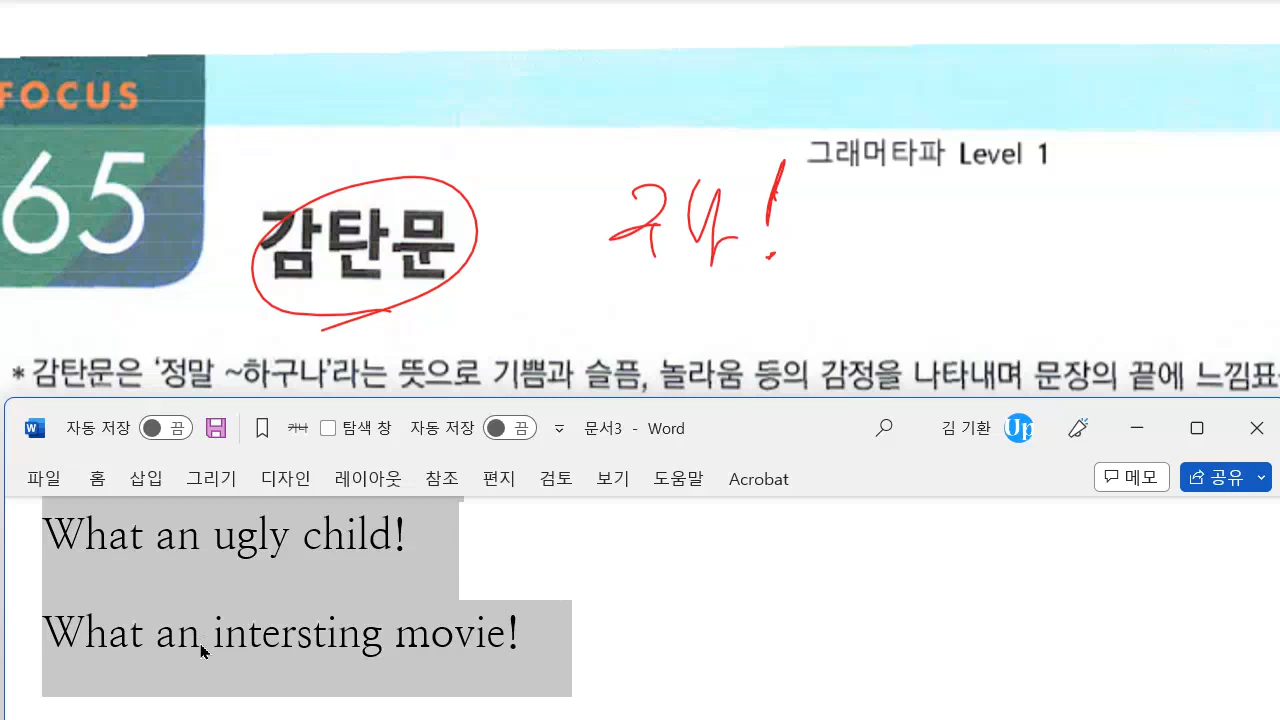 FOCUS
65
그래머타파 Level 1
감탄문
구나!
* 감탄문은 '정말 ~하구나'라는 뜻으로 기쁨과 슬픔, 놀라움 등의 감정을 나타내며 문장의 끝에 느낌표
자동 저장 끔 탐색 창 자동 저장 끔 문서3 - Word 김 기환 Up
파일 홈 삽입 그리기 디자인 레이아웃 참조 편지 검토 보기 도움말 Acrobat 메모 공유
What an ugly child!
What an intersting movie!